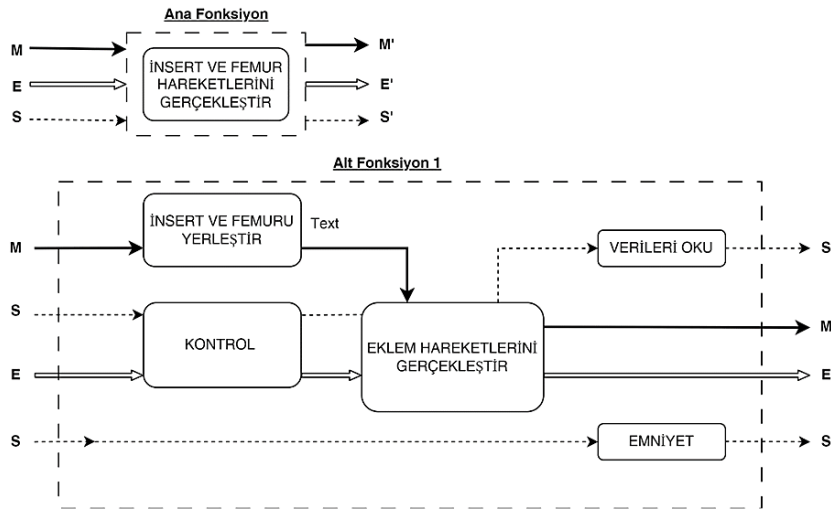 Ana Fonksiyon
M
M'
İNSERT VE FEMUR
HAREKETLERİNİ
GERÇEKLEŞTİR
E
E'
S
S'
Alt Fonksiyon 1
İNSERT VE FEMURU
YERLEŞTİR
Text
M
VERİLERİ OKU
S
S
KONTROL
EKLEM HAREKETLERİNİ
GERÇEKLEŞTİR
M
E
E
S
EMNİYET
S